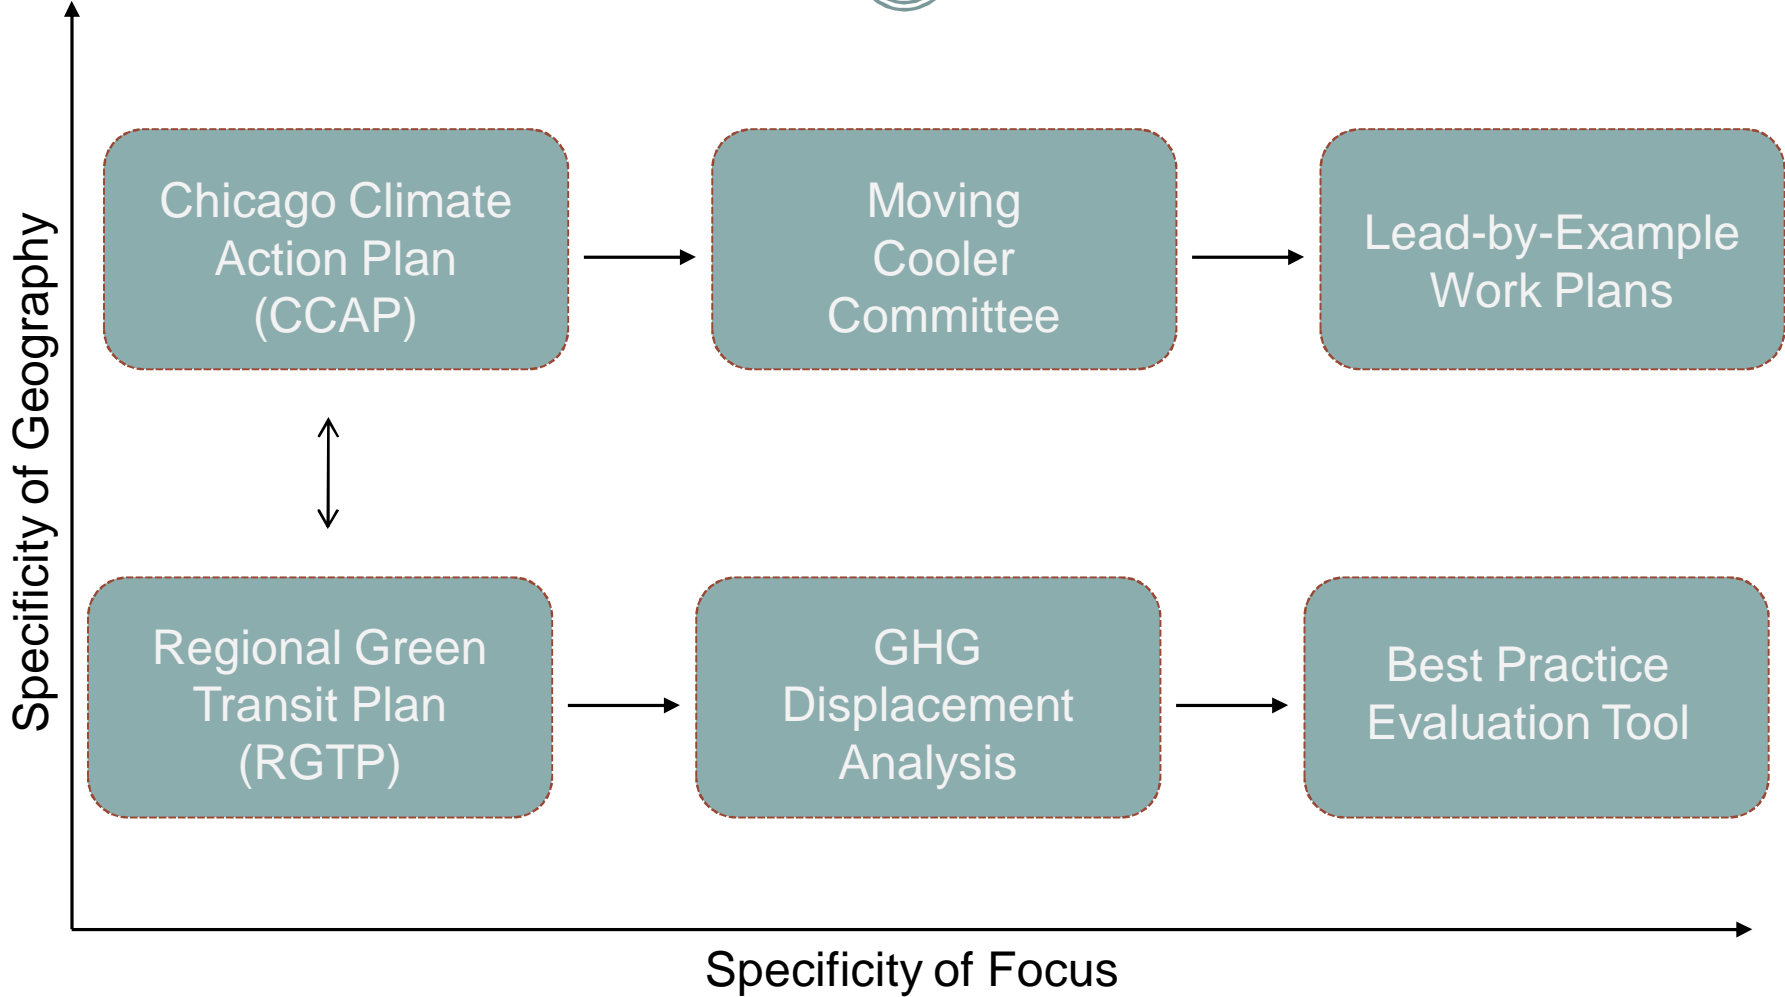 Chicago Climate
Action Plan
(CCAP)
Moving
Cooler
Committee
Lead-by-Example
Work Plans
Specificity of Geography
Regional Green
Transit Plan
(RGTP)
GHG
Displacement
Analysis
Best Practice
Evaluation Tool
Specificity of Focus